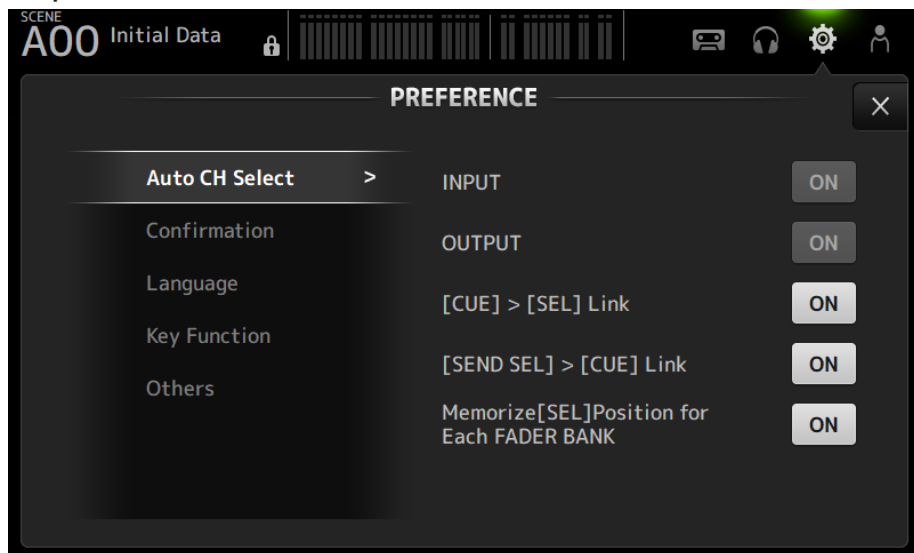 SCENE
A00 Initial Data
PREFERENCE
Auto CH Select >
INPUT ON
Confirmation
OUTPUT ON
Language
[CUE] > [SEL] Link ON
Key Function
[SEND SEL] > [CUE] Link ON
Others
Memorize[SEL]Position for
Each FADER BANK ON